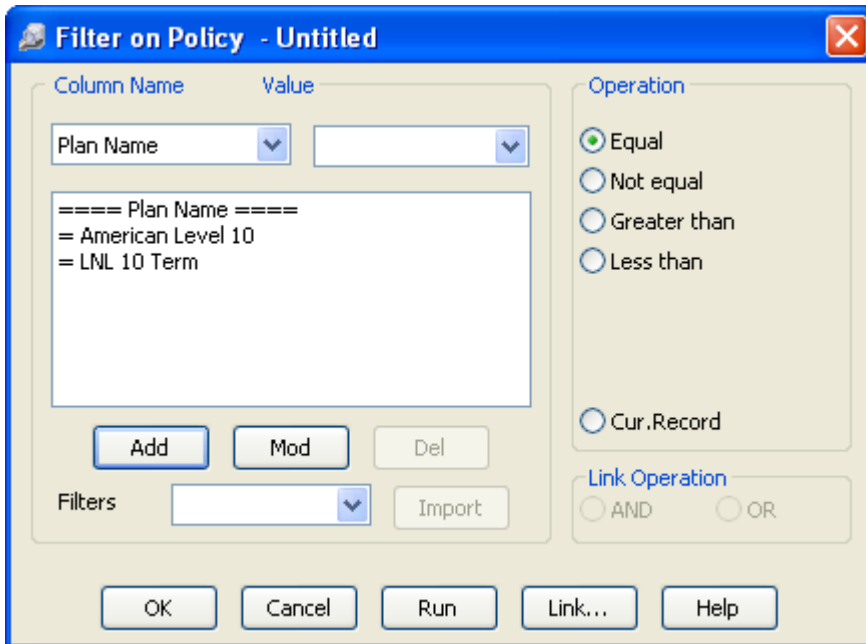 Filter on Policy - Untitled
Column Name Value
Plan Name
==== Plan Name ====
= American Level 10
= LNL 10 Term
Add Mod Del
Filters Import
Operation
Equal
Not equal
Greater than
Less than
Cur.Record
Link Operation
AND OR
OK Cancel Run Link... Help